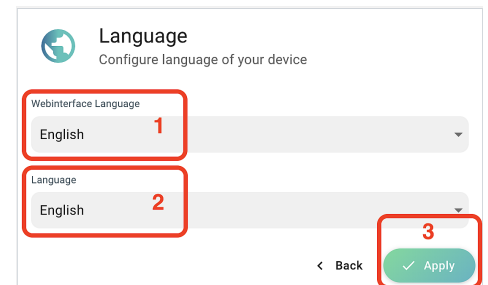 Language
Configure language of your device
Webinterface Language
English
1
Language
English
2
3
Back
Apply